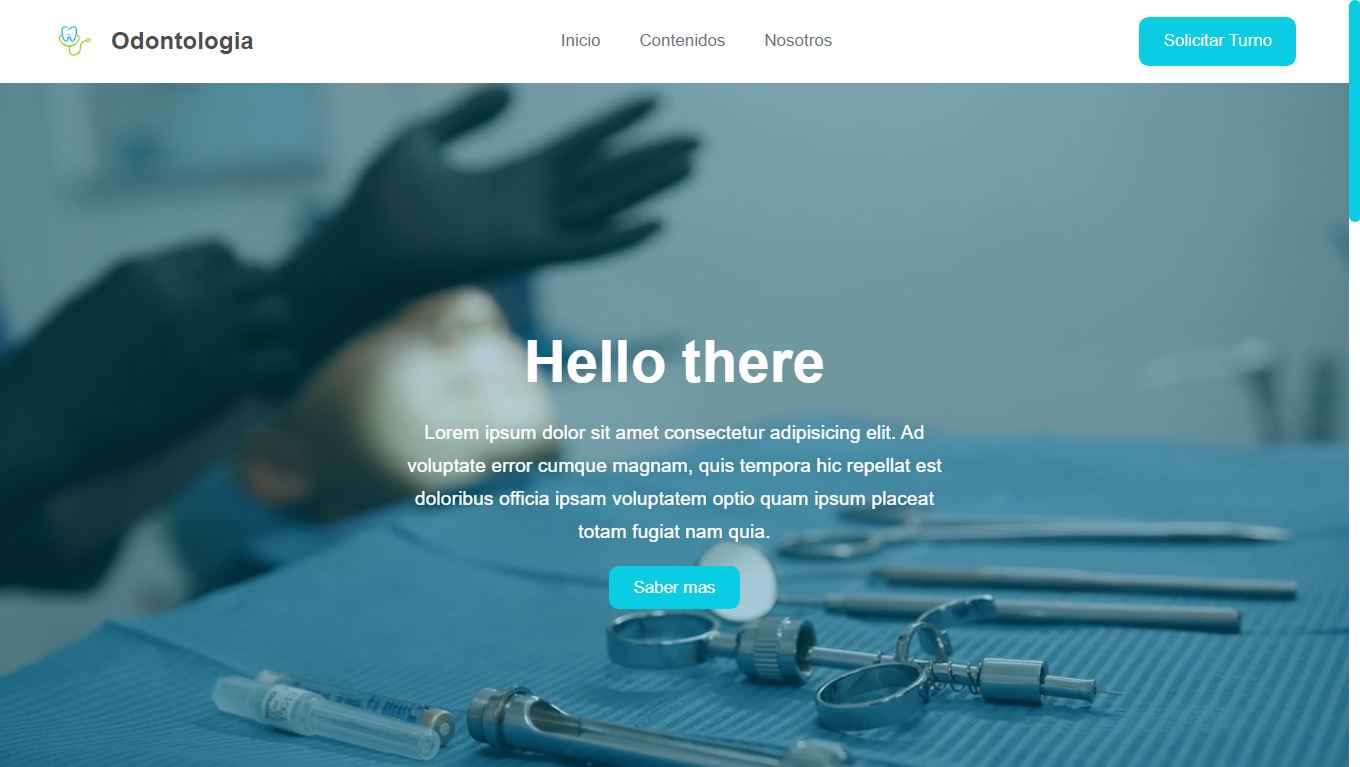 Odontologia
Inicio
Contenidos
Nosotros
Solicitar Turno
Hello there
Lorem ipsum dolor sit amet consectetur adipisicing elit. Ad
voluptate error cumque magnam, quis tempora hic repellat est
doloribus officia ipsam voluptatem optio quam ipsum placeat
totam fugiat nam quia.
Saber mas